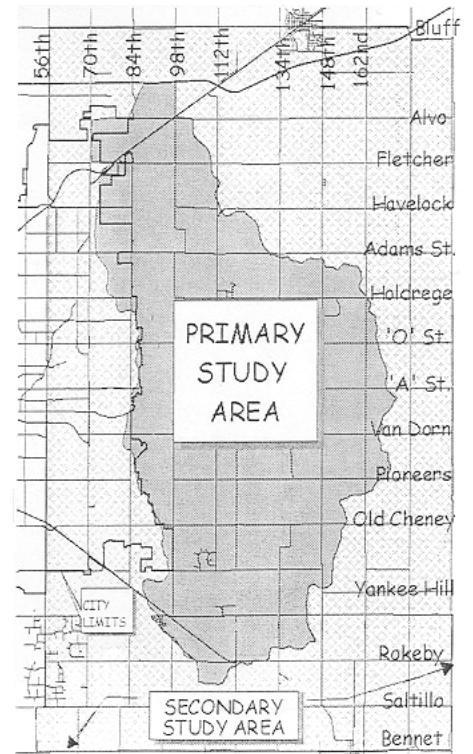 56th
70th
84th
98th
112th
134th
148th
162nd
Bluff
Alvo
Fletcher
Havelock
Adams St.
Holdrege
PRIMARY
STUDY
AREA
'O' St.
'A' St.
Van Dorn
Pioneers
Old Cheney
Yankee Hill
CITY
LIMITS
Rokeby
Saltillo
SECONDARY
STUDY AREA
Bennet